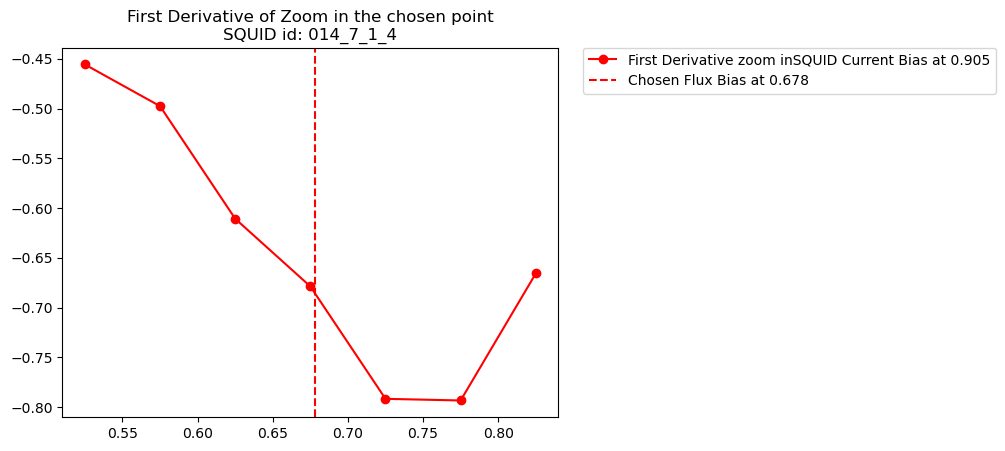 First Derivative of Zoom in the chosen point
SQUID id: 014_7_1_4
First Derivative zoom inSQUID Current Bias at 0.905
Chosen Flux Bias at 0.678
−0.45
−0.50
−0.55
−0.60
−0.65
−0.70
−0.75
−0.80
0.55 0.60 0.65 0.70 0.75 0.80